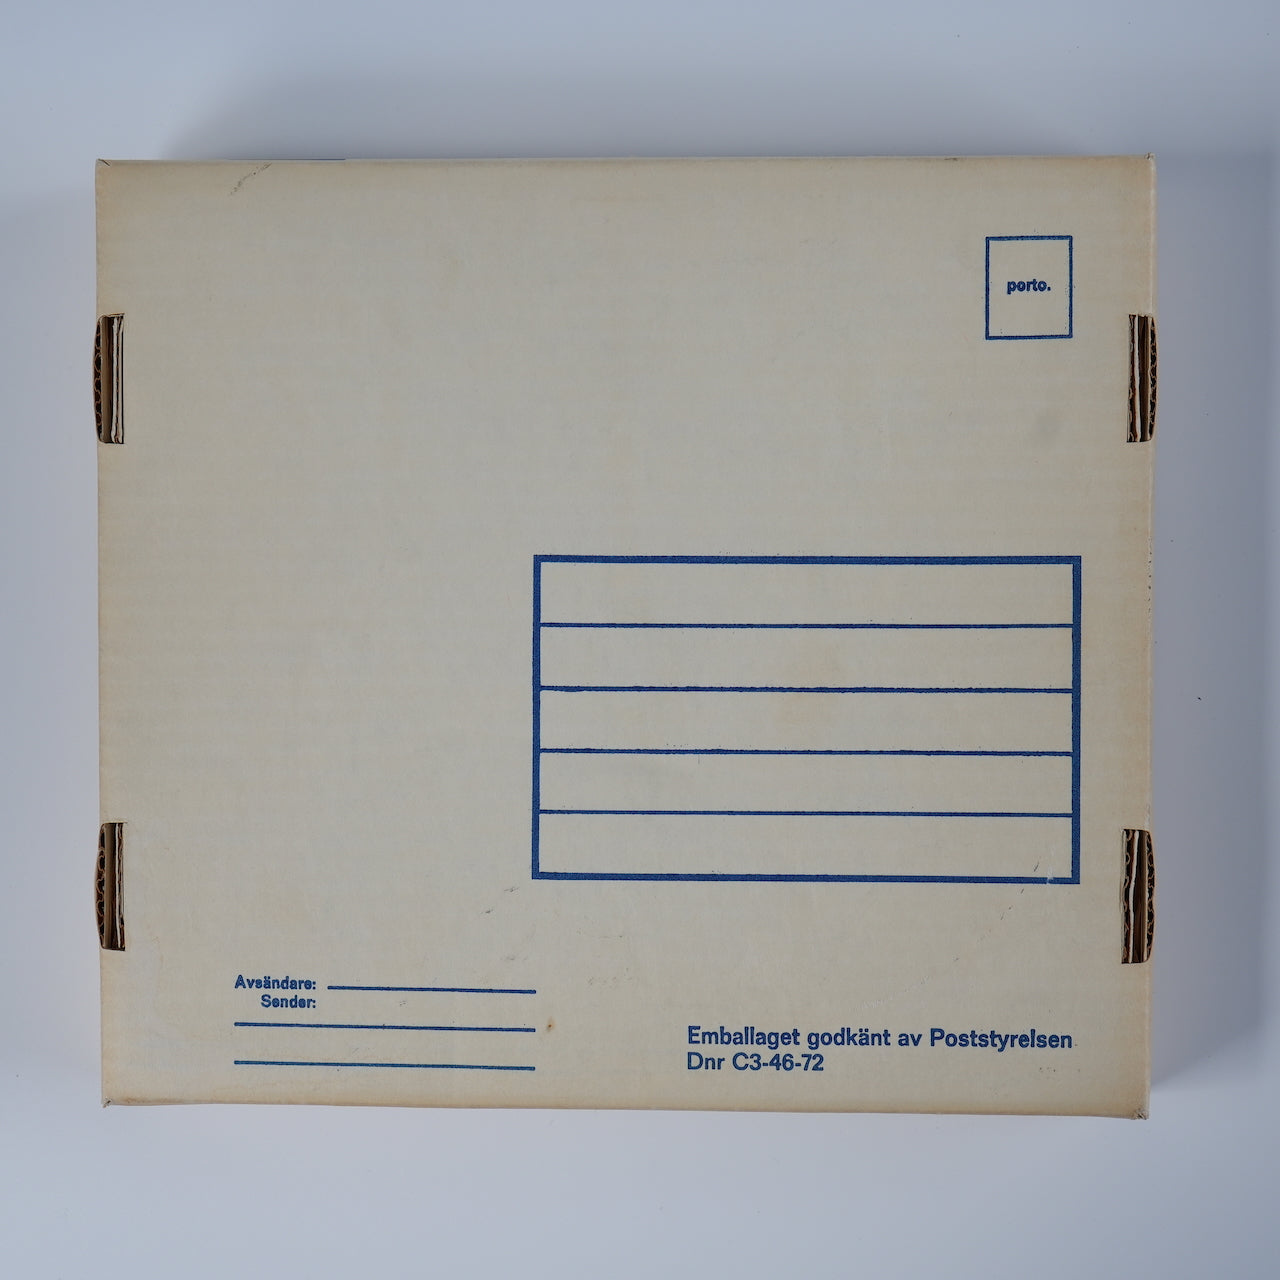 porto.
Avsändare:
Sender:
Emballaget godkänt av Poststyrelsen
Dnr C3-46-72